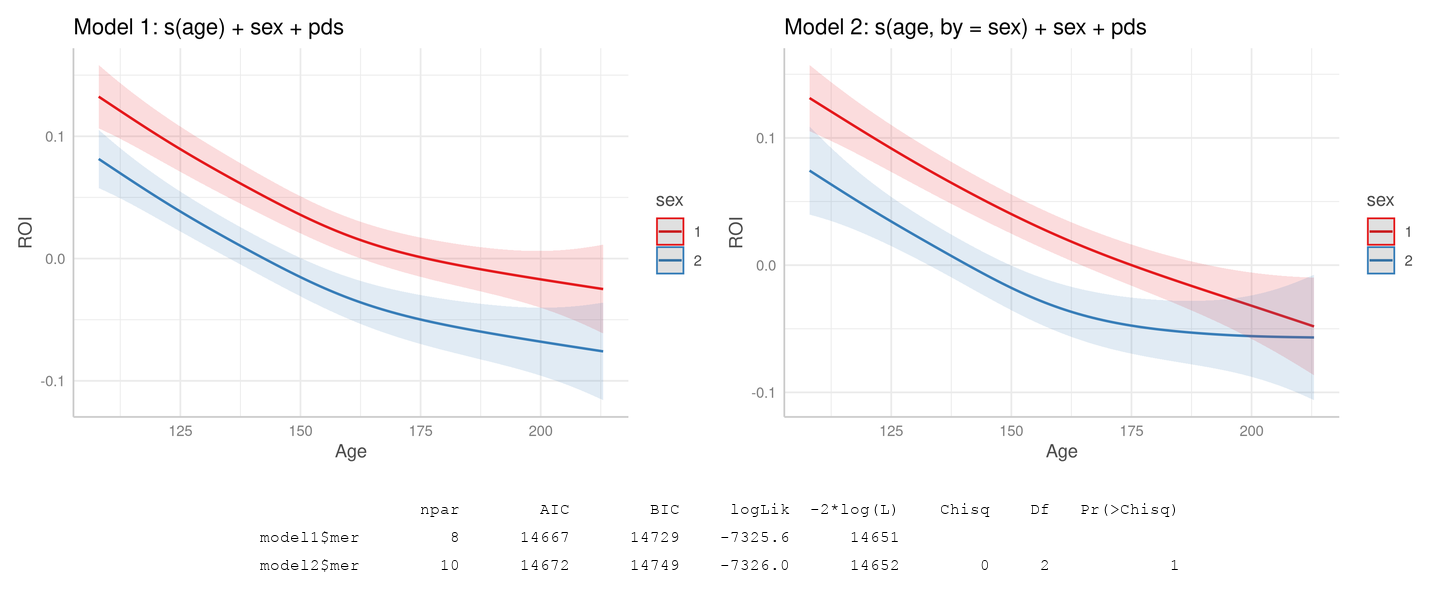 Model 1: s(age) + sex + pds
ROI
0.1
0.0
-0.1
125 150 175 200
Age
sex
1
2
Model 2: s(age, by = sex) + sex + pds
ROI
0.1
0.0
-0.1
125 150 175 200
Age
sex
1
2
npar AIC BIC logLik -2*log(L) Chisq Df Pr(>Chisq)
model1$mer 8 14667 14729 -7325.6 14651
model2$mer 10 14672 14749 -7326.0 14652 0 2 1